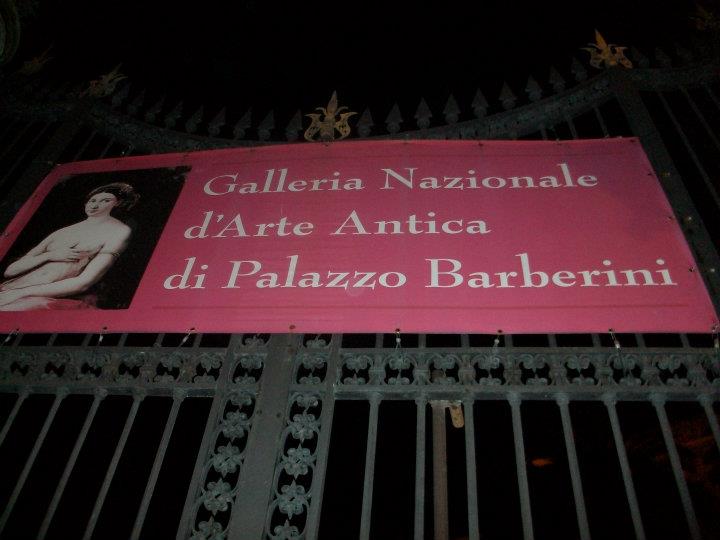 Galleria Nazionale
d'Arte Antica
di Palazzo Barberini